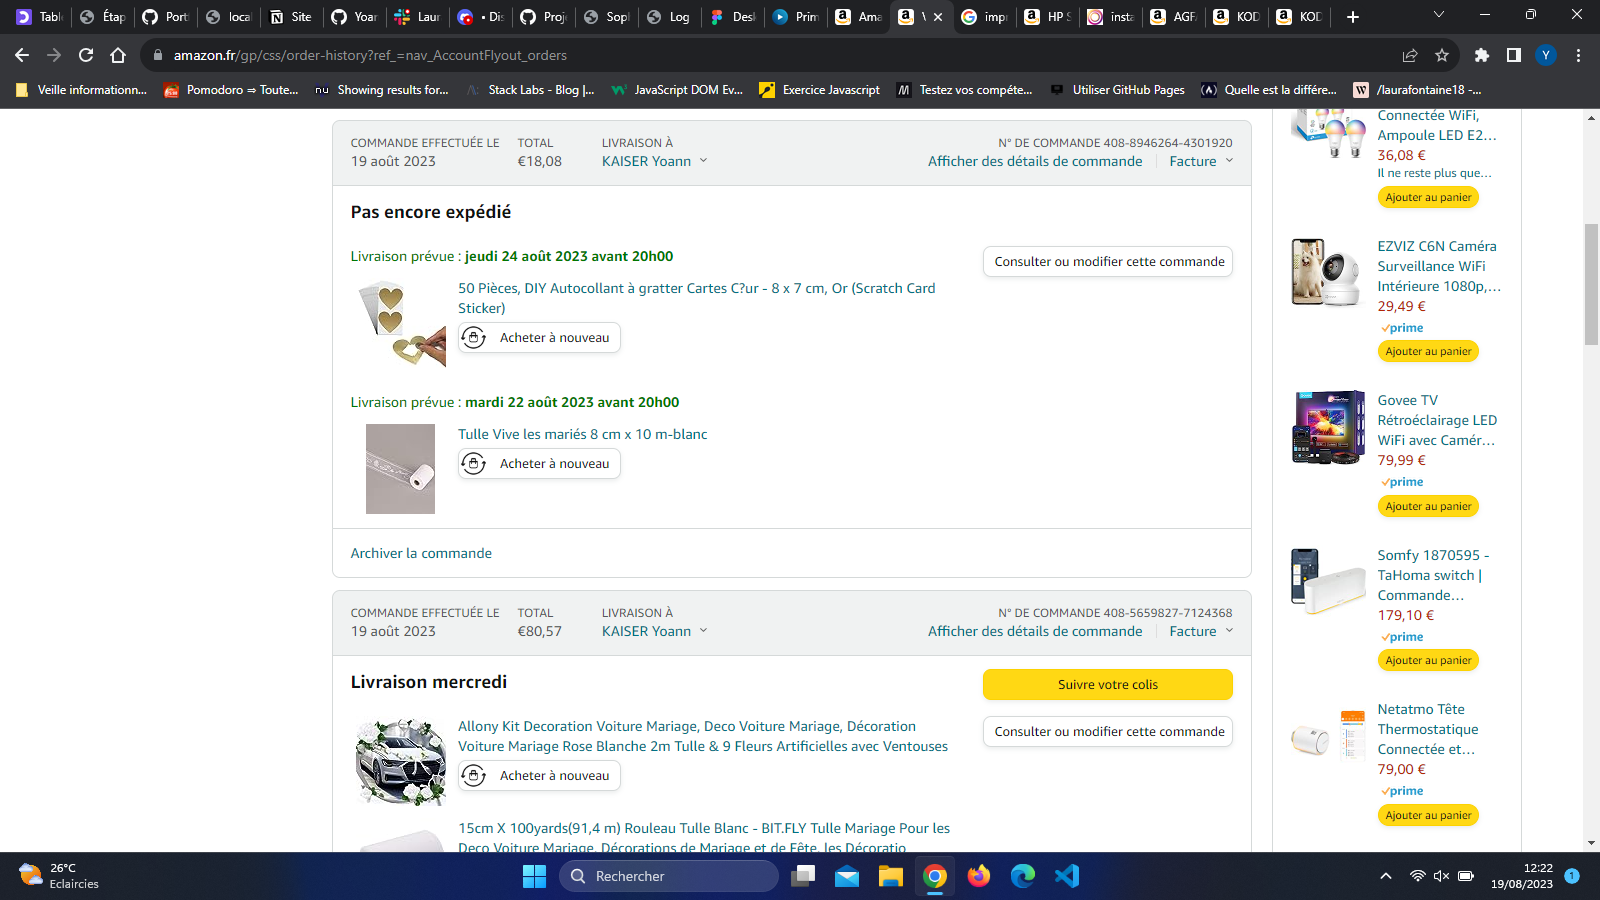 Table
Étap
Port
local
Site
Yoar
Laur
• Dis
Proje
Soph
Log
Desk
Prim
Ama
V
impr
HP S
insta
AGFA
KOD
KOD
amazon.fr/gp/css/order-history?ref_=nav_AccountFlyout_orders
Y
Veille informationn...
Pomodoro ⇒ Toute...
Showing results for...
Stack Labs - Blog |...
JavaScript DOM Ev...
Exercice Javascript
Testez vos compéte...
Utiliser GitHub Pages
Quelle est la différe...
/laurafontaine18 -...
COMMANDE EFFECTUÉE LE
19 août 2023
TOTAL
€18,08
LIVRAISON À
KAISER Yoann
N° DE COMMANDE 408-8946264-4301920
Afficher des détails de commande
Facture
Pas encore expédié
Livraison prévue : jeudi 24 août 2023 avant 20h00
Consulter ou modifier cette commande
50 Pièces, DIY Autocollant à gratter Cartes C?ur - 8 x 7 cm, Or (Scratch Card
Sticker)
Acheter à nouveau
Livraison prévue : mardi 22 août 2023 avant 20h00
Tulle Vive les mariés 8 cm x 10 m-blanc
Acheter à nouveau
Archiver la commande
COMMANDE EFFECTUÉE LE
19 août 2023
TOTAL
€80,57
LIVRAISON À
KAISER Yoann
N° DE COMMANDE 408-5659827-7124368
Afficher des détails de commande
Facture
Livraison mercredi
Suivre votre colis
Allony Kit Decoration Voiture Mariage, Deco Voiture Mariage, Décoration
Voiture Mariage Rose Blanche 2m Tulle & 9 Fleurs Artificielles avec Ventouses
Consulter ou modifier cette commande
Acheter à nouveau
15cm X 100yards(91,4 m) Rouleau Tulle Blanc - BIT.FLY Tulle Mariage Pour les
Deco Voiture Mariage, Décorations de Mariage et de Fête, les Décoratio
Connectée WiFi,
Ampoule LED E2...
36,08 €
Il ne reste plus que...
Ajouter au panier
EZVIZ C6N Caméra
Surveillance WiFi
Intérieure 1080p,...
29,49 €
prime
Ajouter au panier
Govee TV
Rétroéclairage LED
WiFi avec Camér...
79,99 €
prime
Ajouter au panier
Somfy 1870595 -
TaHoma switch |
Commande...
179,10 €
prime
Ajouter au panier
Netatmo Tête
Thermostatique
Connectée et...
79,00 €
prime
Ajouter au panier
26°C
Eclaircies
Rechercher
12:22
19/08/2023
1